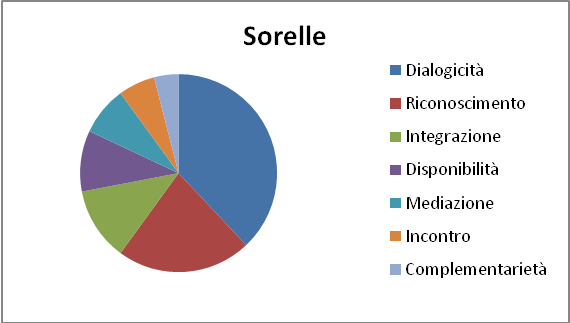 Sorelle
Dialogicità
Riconoscimento
Integrazione
Disponibilità
Mediazione
Incontro
Complementarietà